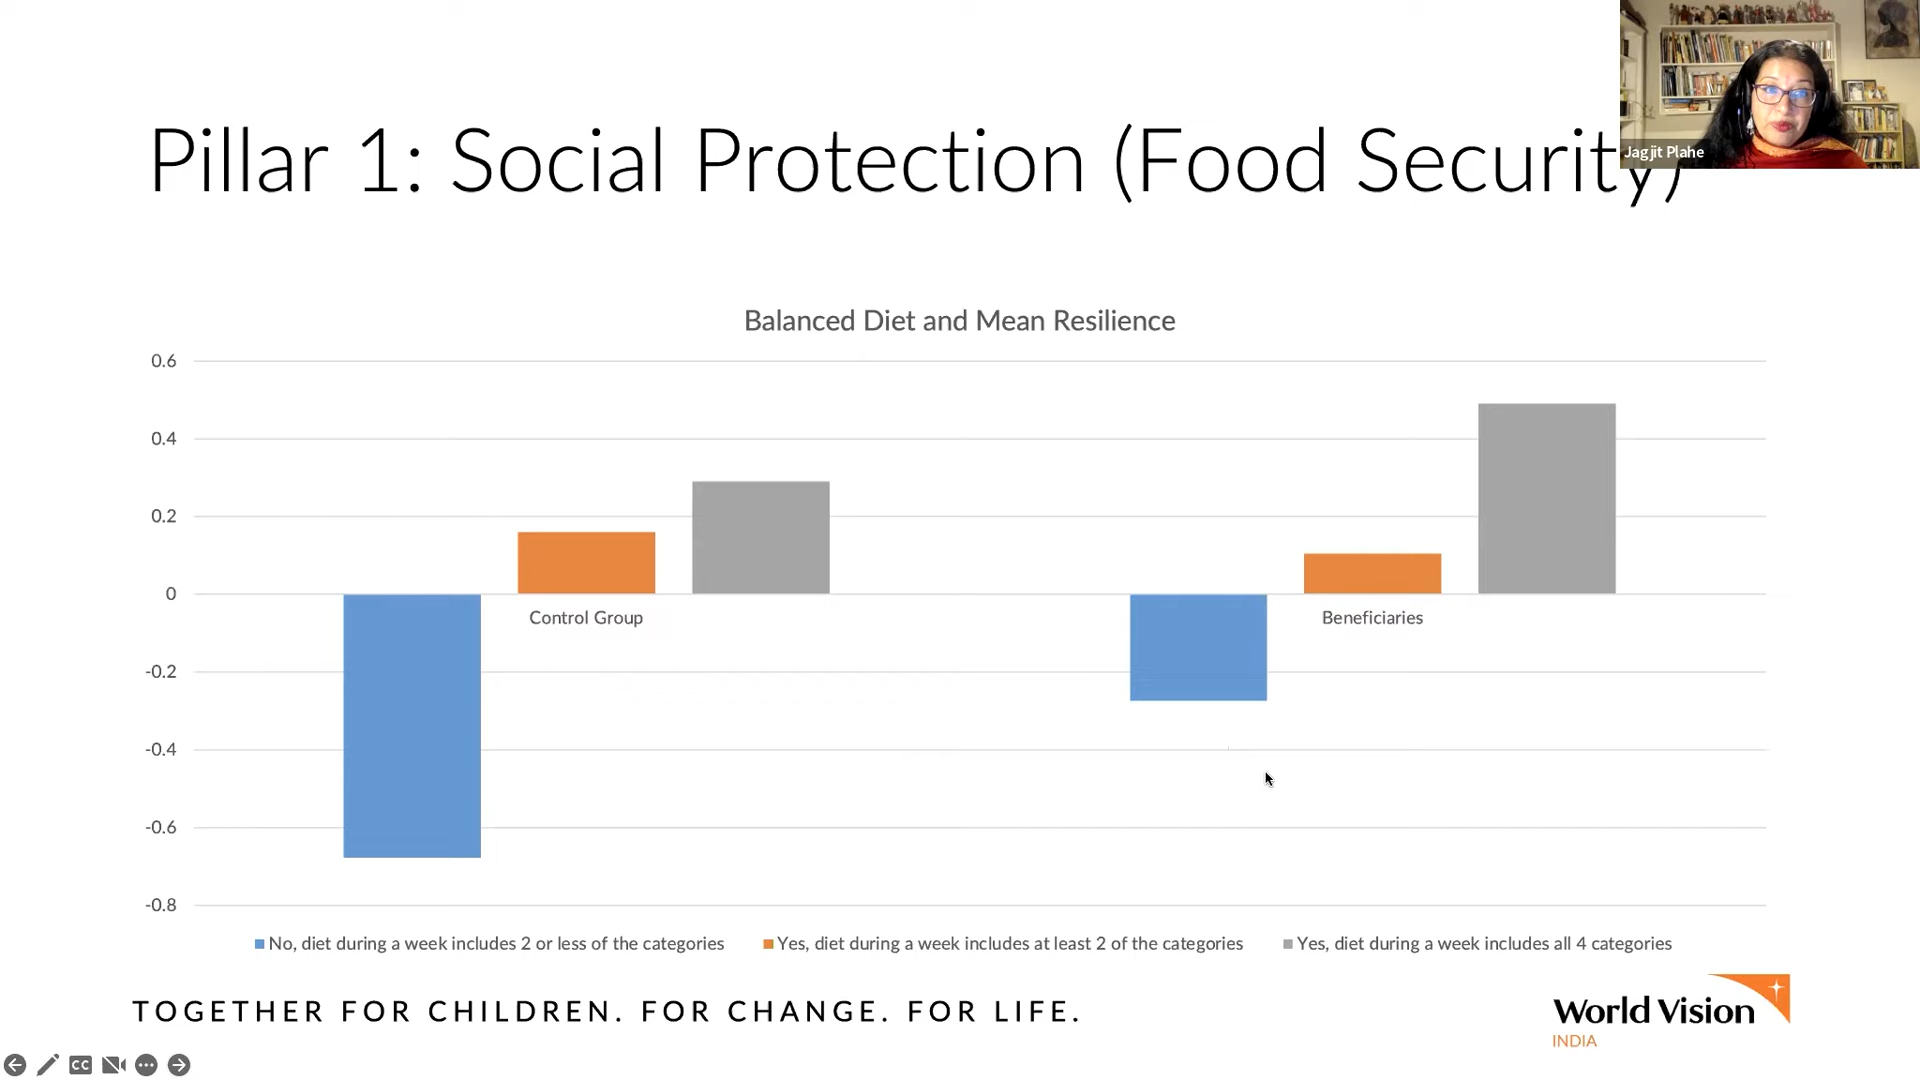 Jagjit Plahe
Pillar 1: Social Protection (Food Security)
Balanced Diet and Mean Resilience
0.6
0.4
0.2
0
-0.2
-0.4
-0.6
-0.8
Control Group
Beneficiaries
No, diet during a week includes 2 or less of the categories
Yes, diet during a week includes at least 2 of the categories
Yes, diet during a week includes all 4 categories
TOGETHER FOR CHILDREN. FOR CHANGE. FOR LIFE.
World Vision
INDIA
CC